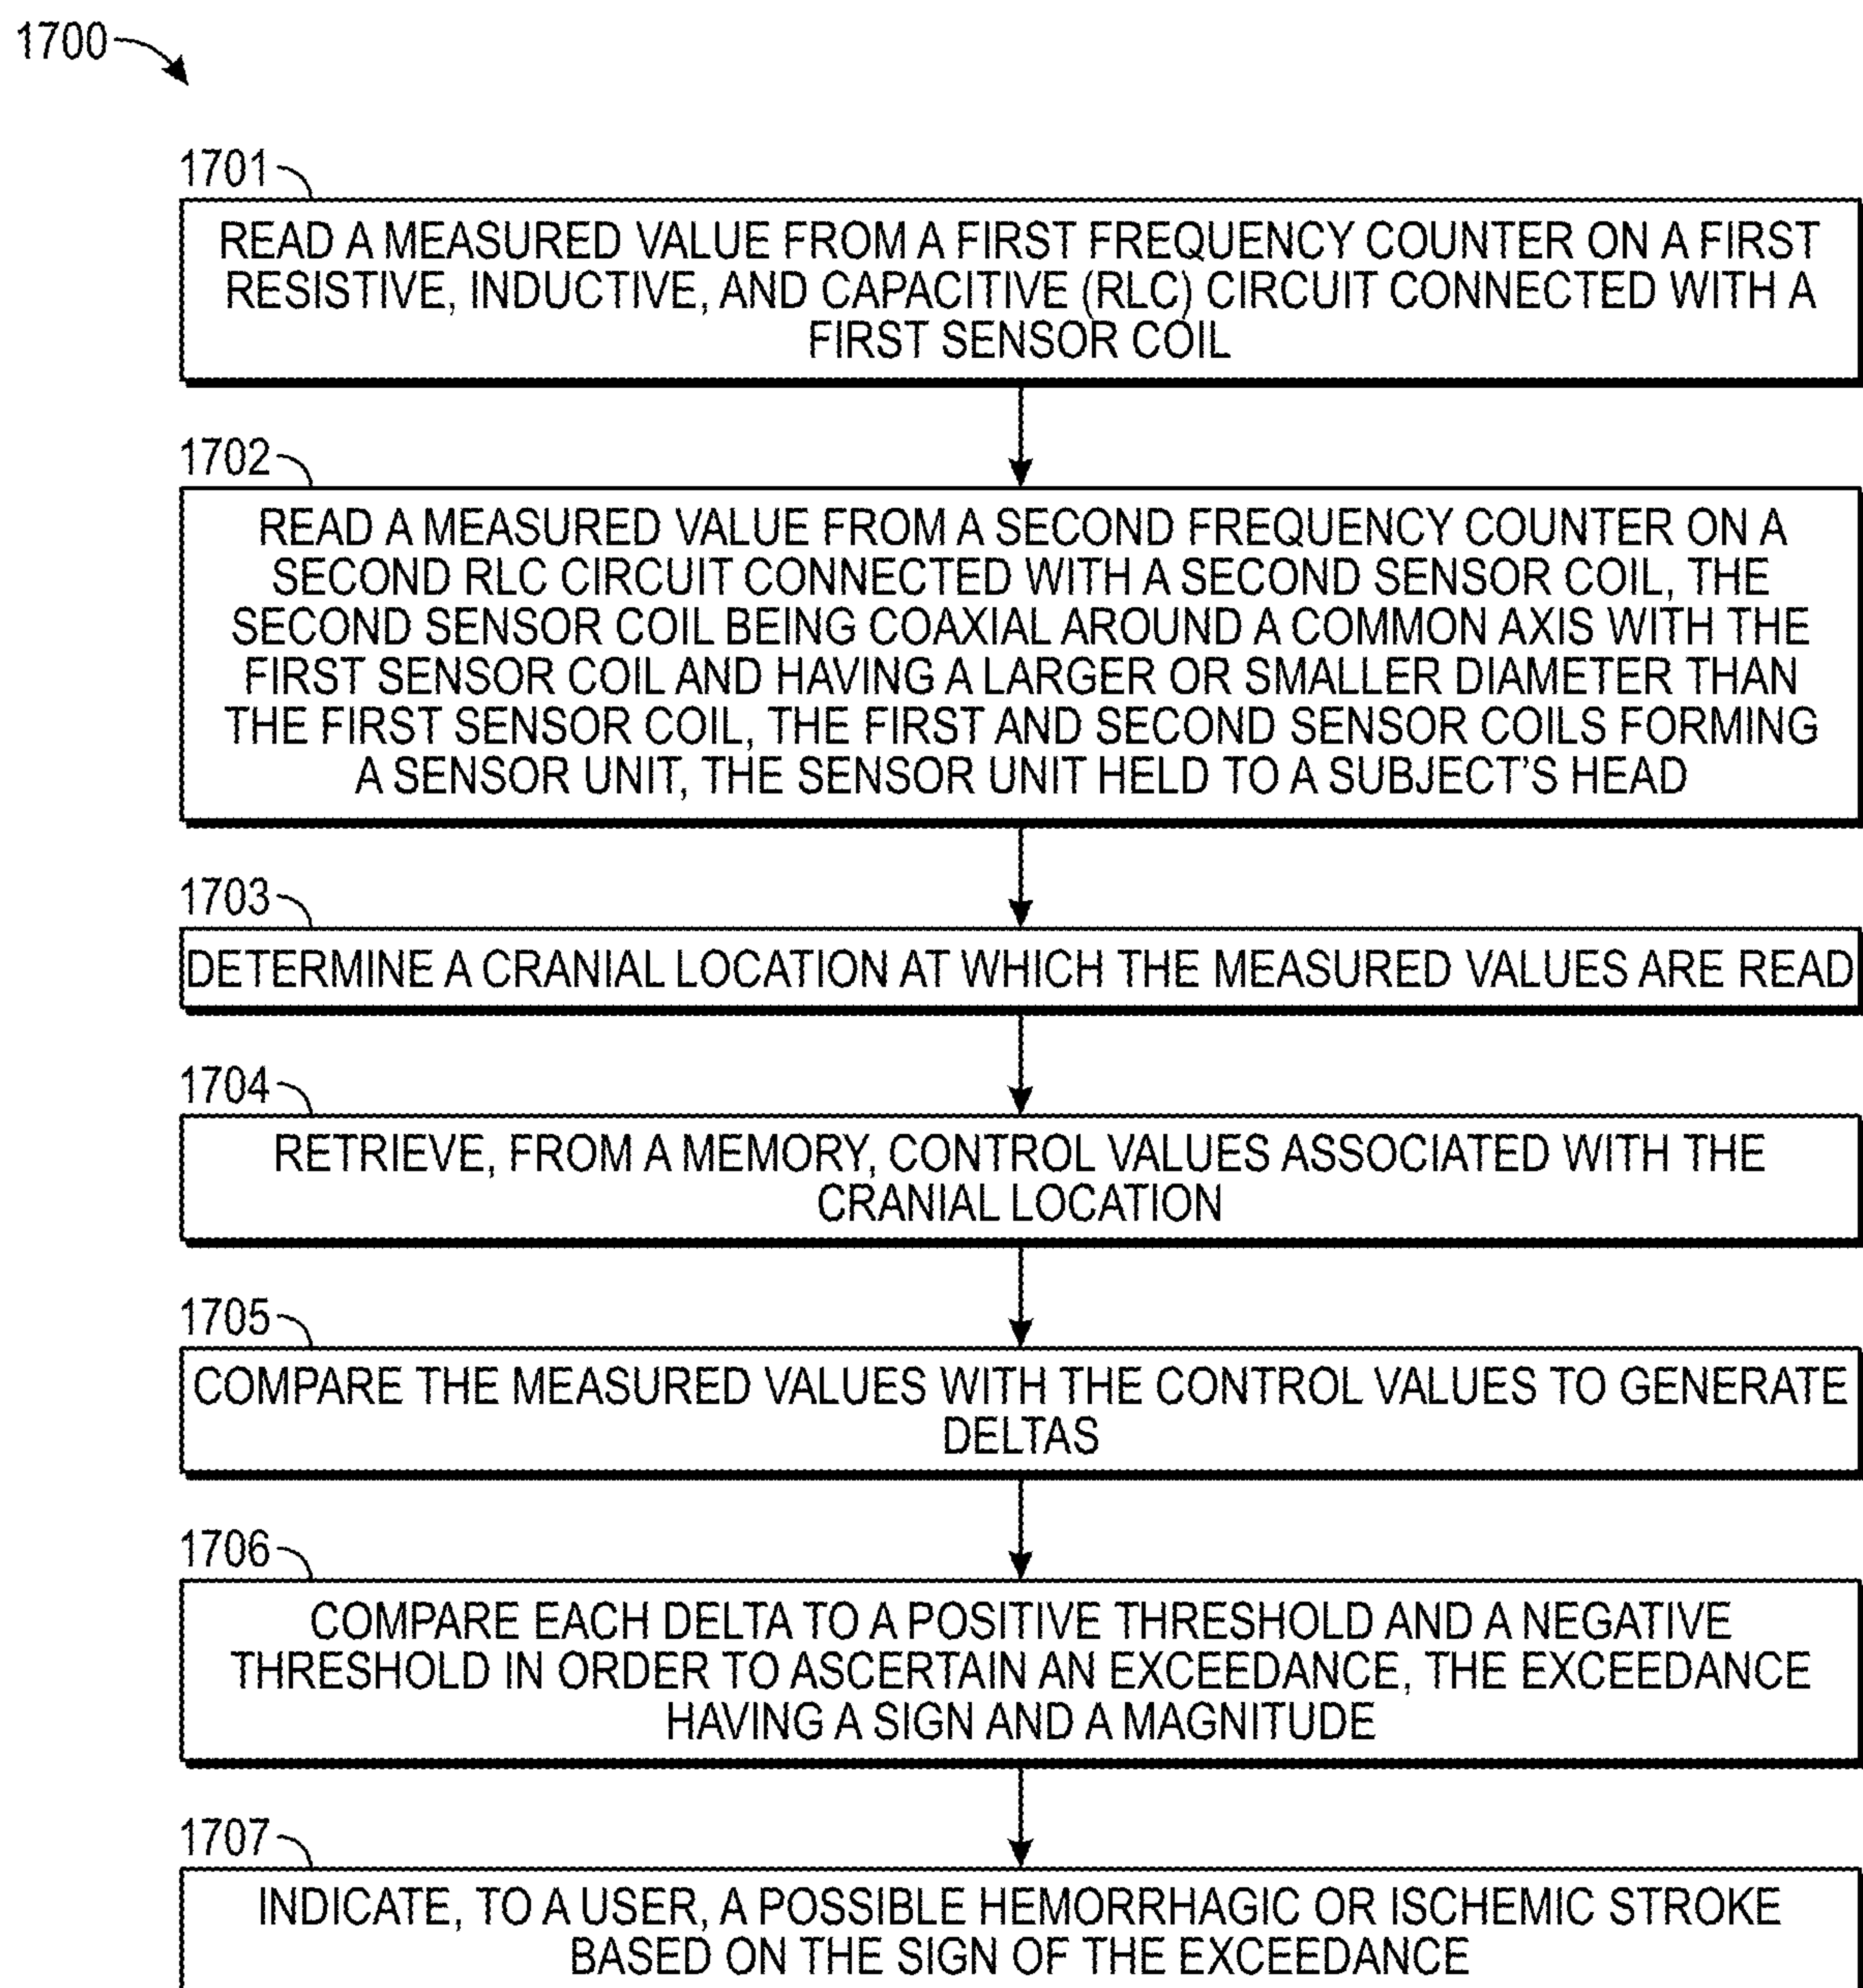 1700
1701
READ A MEASURED VALUE FROM A FIRST FREQUENCY COUNTER ON A FIRST
RESISTIVE, INDUCTIVE, AND CAPACITIVE (RLC) CIRCUIT CONNECTED WITH A
FIRST SENSOR COIL
1702
READ A MEASURED VALUE FROM A SECOND FREQUENCY COUNTER ON A
SECOND RLC CIRCUIT CONNECTED WITH A SECOND SENSOR COIL, THE
SECOND SENSOR COIL BEING COAXIAL AROUND A COMMON AXIS WITH THE
FIRST SENSOR COIL AND HAVING A LARGER OR SMALLER DIAMETER THAN
THE FIRST SENSOR COIL, THE FIRST AND SECOND SENSOR COILS FORMING
A SENSOR UNIT, THE SENSOR UNIT HELD TO A SUBJECT'S HEAD
1703
DETERMINE A CRANIAL LOCATION AT WHICH THE MEASURED VALUES ARE READ
1704
RETRIEVE, FROM A MEMORY, CONTROL VALUES ASSOCIATED WITH THE
CRANIAL LOCATION
1705
COMPARE THE MEASURED VALUES WITH THE CONTROL VALUES TO GENERATE
DELTAS
1706
COMPARE EACH DELTA TO A POSITIVE THRESHOLD AND A NEGATIVE
THRESHOLD IN ORDER TO ASCERTAIN AN EXCEEDANCE, THE EXCEEDANCE
HAVING A SIGN AND A MAGNITUDE
1707
INDICATE, TO A USER, A POSSIBLE HEMORRHAGIC OR ISCHEMIC STROKE
BASED ON THE SIGN OF THE EXCEEDANCE